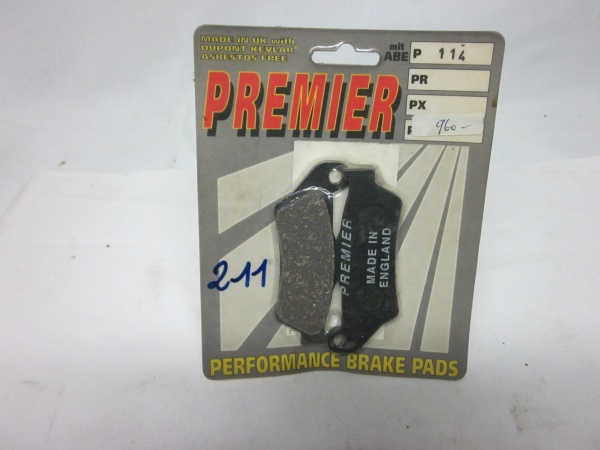 MADE IN UK with
DUPONT KEVLAR
ASBESTOS FREE
mit
ABE
P 114
PR
PX
960-
PREMIER
PREMIER
MADE IN
ENGLAND
211
PERFORMANCE BRAKE PADS